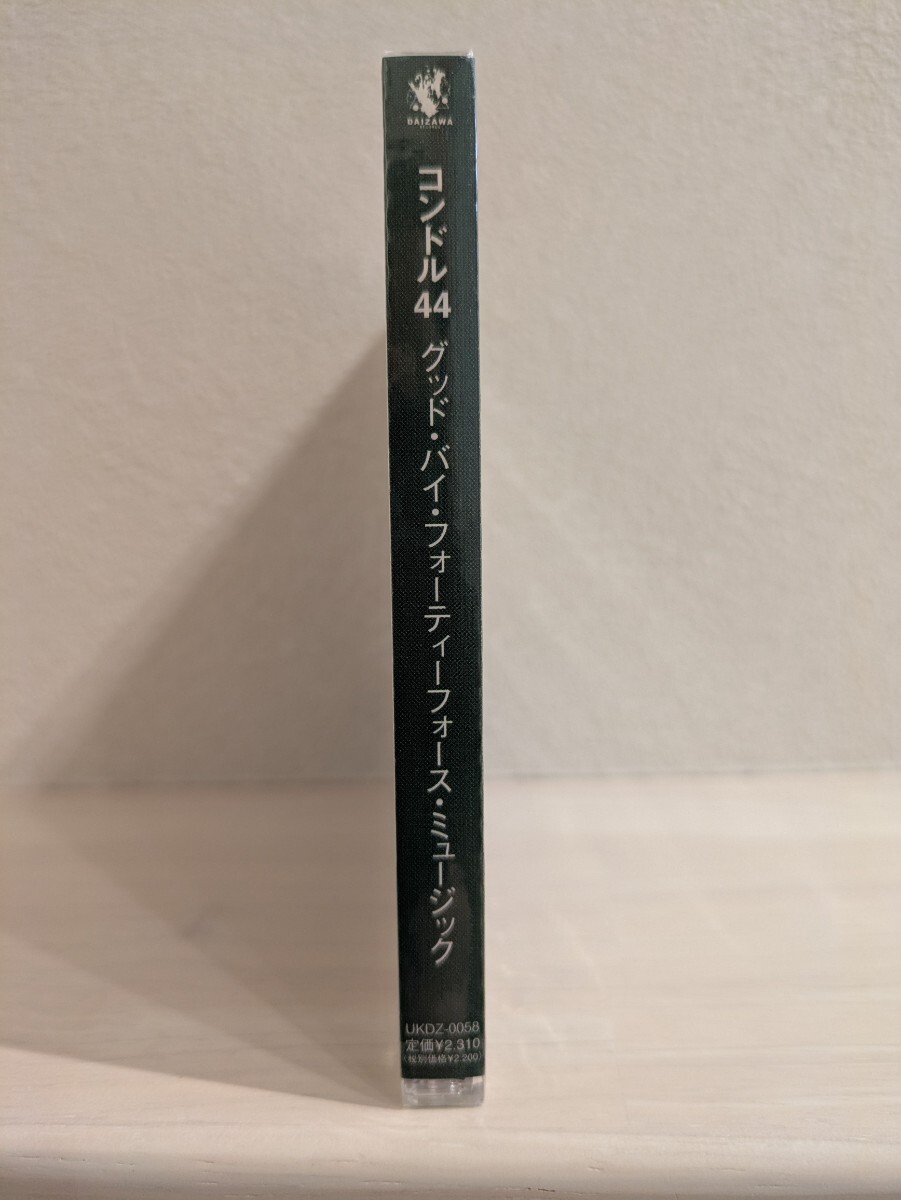 DAIZAWA
RECORDS
コンドル44 グッド・バイ・フォーティーフォース・ミュージック
UKDZ-0058
定価¥2.310
(税別価格¥2.200)